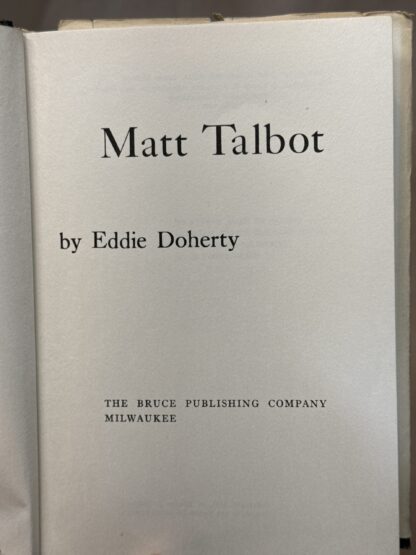 Matt Talbot
by Eddie Doherty
THE BRUCE PUBLISHING COMPANY
MILWAUKEE